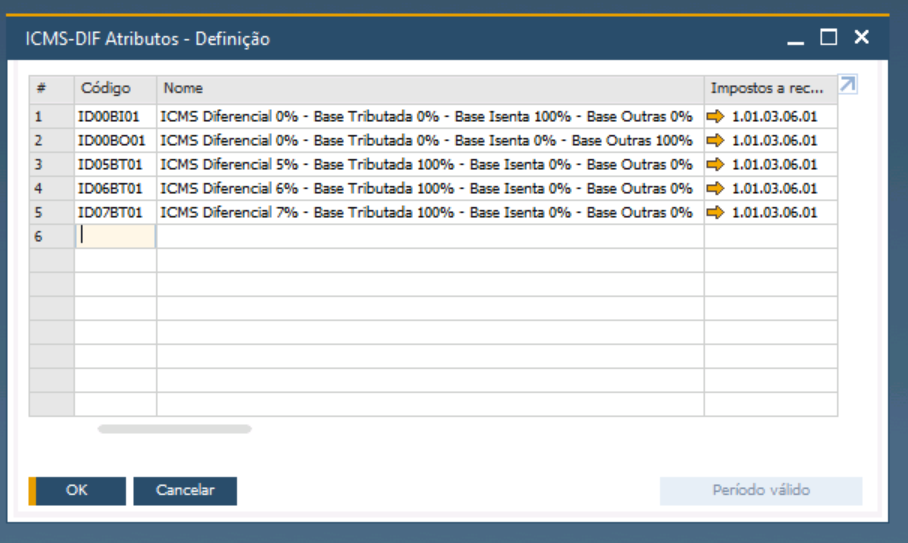 ICMS-DIF Atributos - Definição
# Código Nome Impostos a rec...
1 ID00BI01 ICMS Diferencial 0% - Base Tributada 0% - Base Isenta 100% - Base Outras 0% 1.01.03.06.01
2 ID00BO01 ICMS Diferencial 0% - Base Tributada 0% - Base Isenta 0% - Base Outras 100% 1.01.03.06.01
3 ID05BT01 ICMS Diferencial 5% - Base Tributada 100% - Base Isenta 0% - Base Outras 0% 1.01.03.06.01
4 ID06BT01 ICMS Diferencial 6% - Base Tributada 100% - Base Isenta 0% - Base Outras 0% 1.01.03.06.01
5 ID07BT01 ICMS Diferencial 7% - Base Tributada 100% - Base Isenta 0% - Base Outras 0% 1.01.03.06.01
6
OK Cancelar Período válido